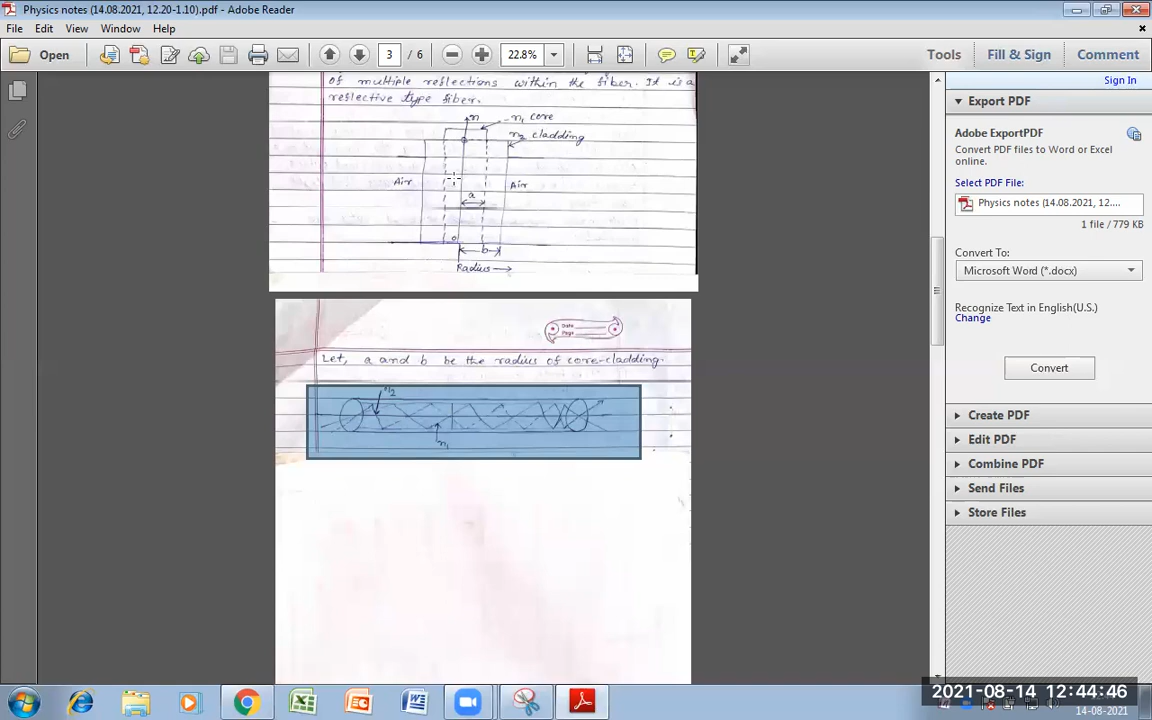 Physics notes (14.08.2021, 12.20-1.10).pdf - Adobe Reader
File Edit View Window Help
Open 3 / 6 22.8% Tools Fill & Sign Comment
Sign In
of multiple reflections within the fiber. It is a
reflective type fiber.
n n1 core
n2 cladding
Air Air
a
o b
Radius
Date
Page
Let, a and b be the radius of core-cladding.
n2
n1
Export PDF
Adobe ExportPDF
Convert PDF files to Word or Excel
online.
Select PDF File:
Physics notes (14.08.2021, 12....
1 file / 779 KB
Convert To:
Microsoft Word (*.docx)
Recognize Text in English(U.S.)
Change
Convert
Create PDF
Edit PDF
Combine PDF
Send Files
Store Files
2021-08-14 12:44:46
14-08-2021